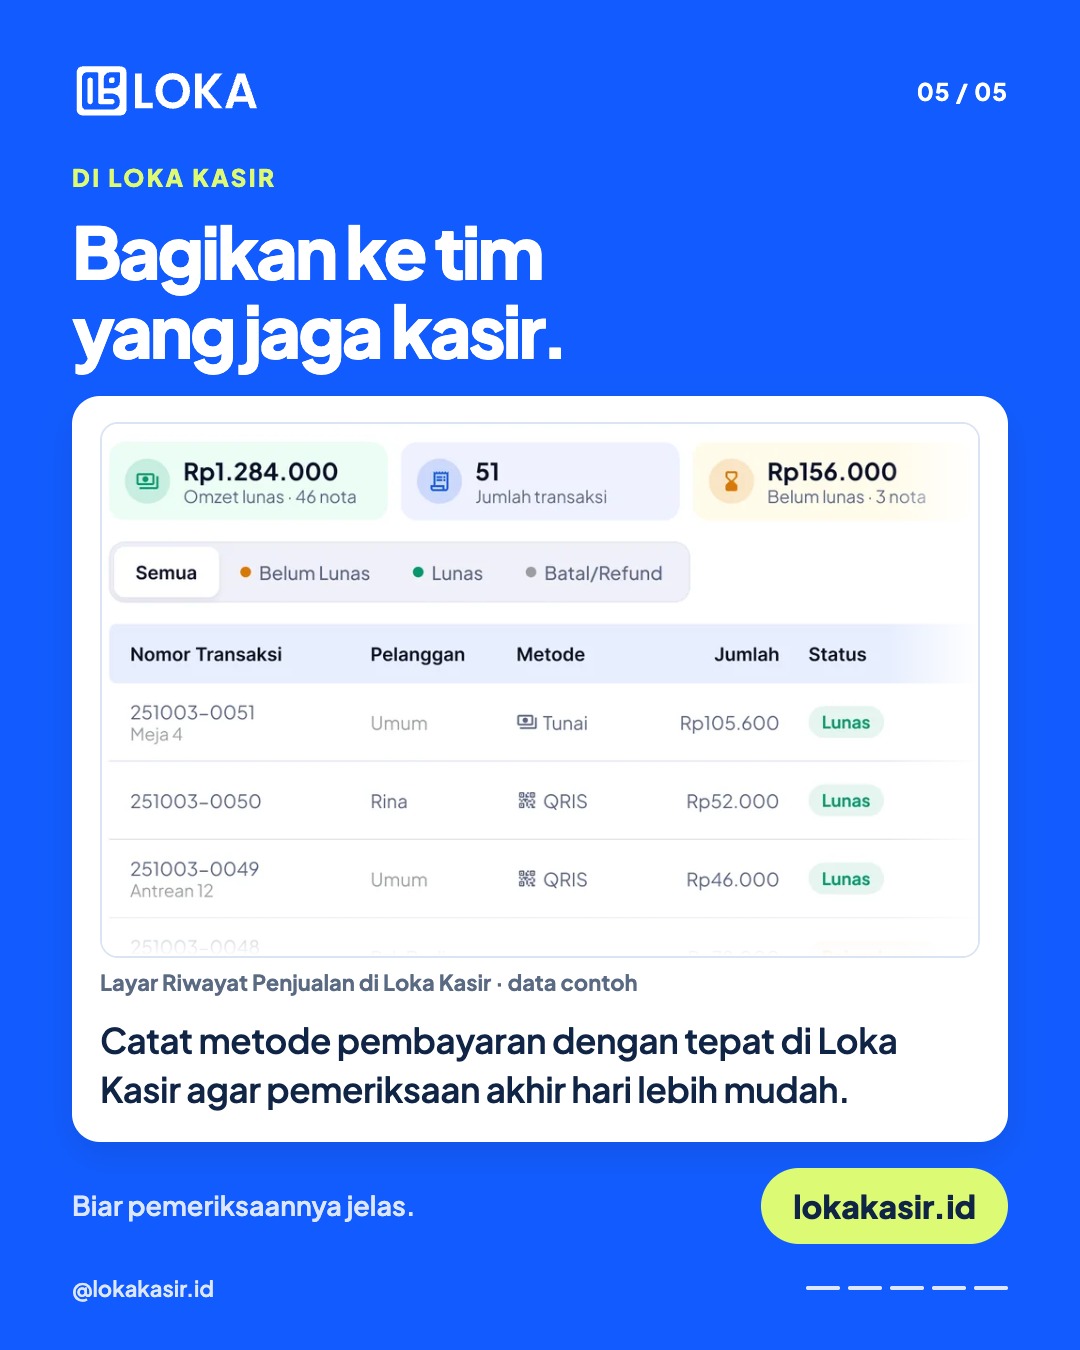 LOKA
05 / 05
DI LOKA KASIR
Bagikan ke tim
yang jaga kasir.
Rp1.284.000
Omzet lunas · 46 nota
51
Jumlah transaksi
Rp156.000
Belum lunas · 3 nota
Semua
Belum Lunas
Lunas
Batal/Refund
Nomor Transaksi Pelanggan Metode Jumlah Status
251003-0051
Meja 4
Umum Tunai Rp105.600 Lunas
251003-0050 Rina QRIS Rp52.000 Lunas
251003-0049
Antrean 12
Umum QRIS Rp46.000 Lunas
251003-0048
Layar Riwayat Penjualan di Loka Kasir · data contoh
Catat metode pembayaran dengan tepat di Loka
Kasir agar pemeriksaan akhir hari lebih mudah.
Biar pemeriksaannya jelas.
lokakasir.id
@lokakasir.id